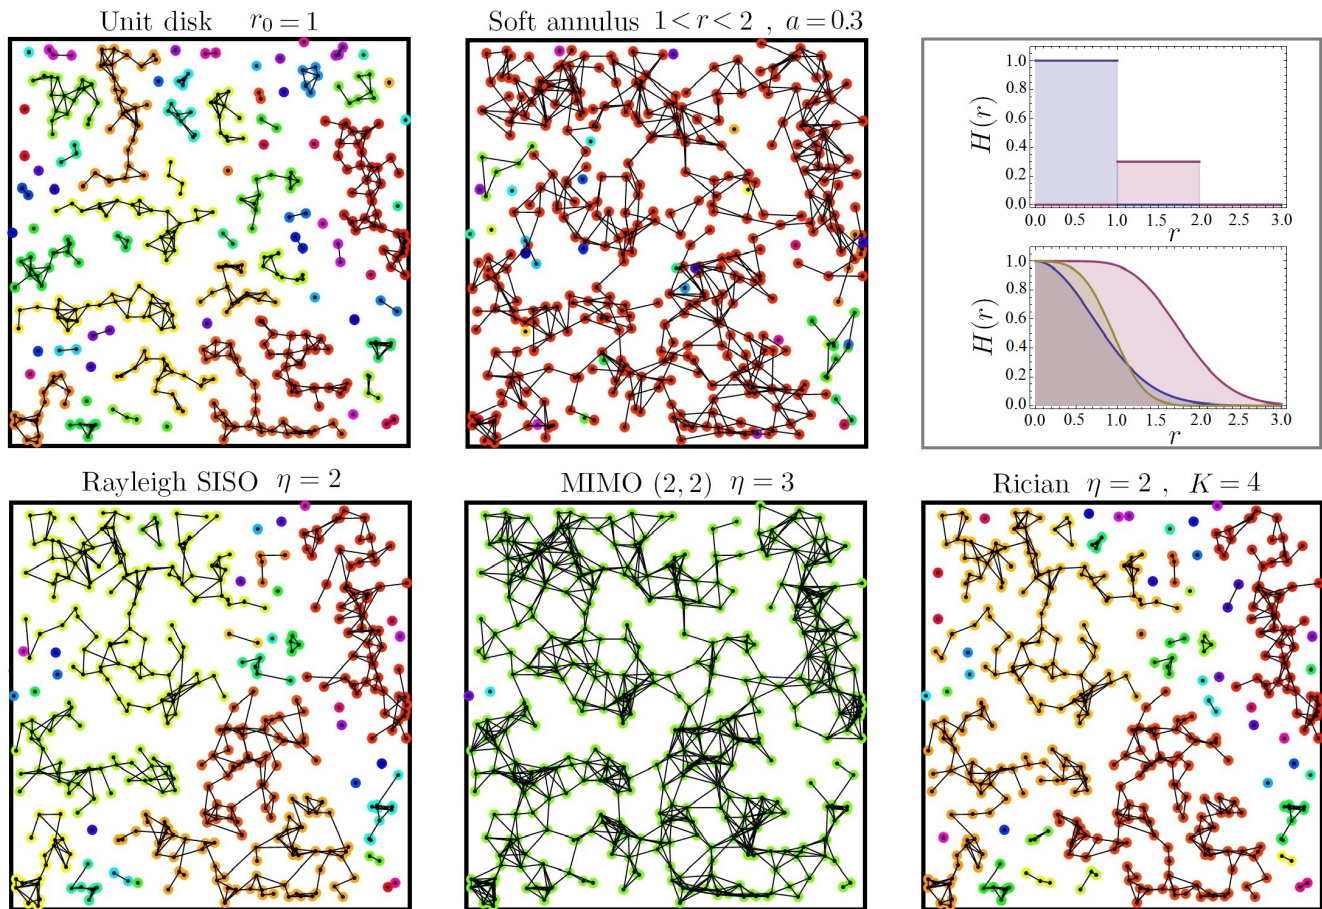 Unit disk r₀ = 1
Soft annulus 1 < r < 2 , a = 0.3
1.0
0.8
0.6
0.4
0.2
0.0
H(r)
0.0 0.5 1.0 1.5 2.0 2.5 3.0
r
1.0
0.8
0.6
0.4
0.2
0.0
H(r)
0.0 0.5 1.0 1.5 2.0 2.5 3.0
r
Rayleigh SISO η = 2
MIMO (2, 2) η = 3
Rician η = 2 , K = 4